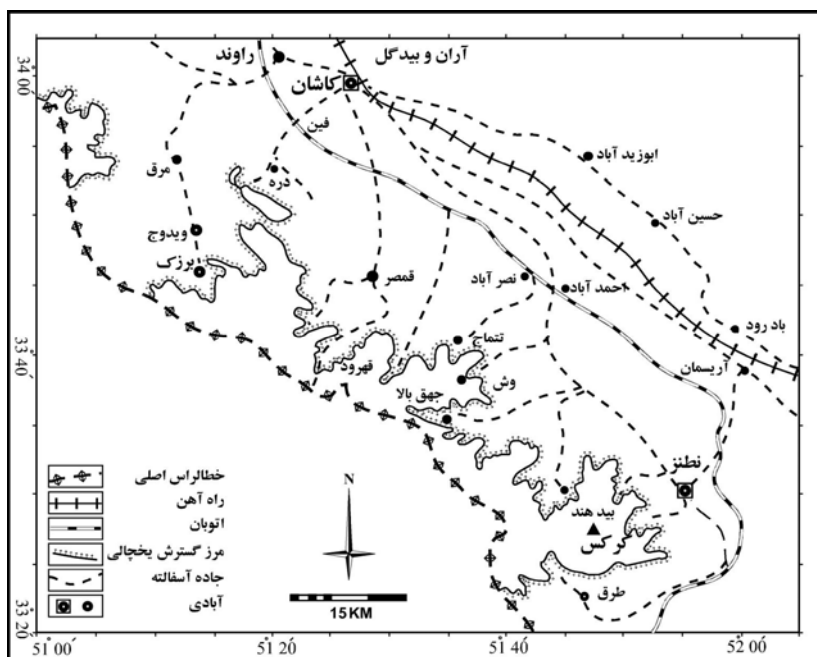 آران و بیدگل
راوند
کاشان
34 00
فین
ابوزید آباد
مرق
دره
حسین آباد
ویدوج
برزک
قمصر
نصر آباد
احمد آباد
باد رود
تتماج
33 40
آریسمان
قهرود
وش
جهق بالا
نطنز
بید هند
کرکس
طرق
N
15 KM
خطالراس اصلی
راه آهن
اتوبان
مرز گسترش یخچالی
جاده آسفالته
آبادی
33 20
51 00
51° 20
51° 40
52° 00